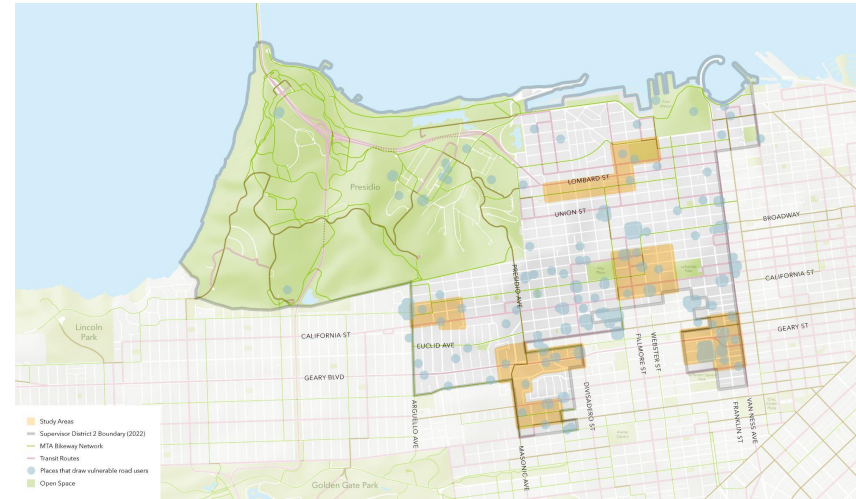 Presidio
LOMBARD ST
UNION ST
BROADWAY
PRESIDIO AVE
CALIFORNIA ST
Lincoln
Park
CALIFORNIA ST
GEARY ST
EUCLID AVE
WEBSTER ST
FILLMORE ST
GEARY BLVD
DIVISADERO ST
ARGUELLO AVE
VAN NESS AVE
FRANKLIN ST
MASONIC AVE
Golden Gate Park
Study Areas
Supervisor District 2 Boundary (2022)
MTA Bikeway Network
Transit Routes
Places that draw vulnerable road users
Open Space